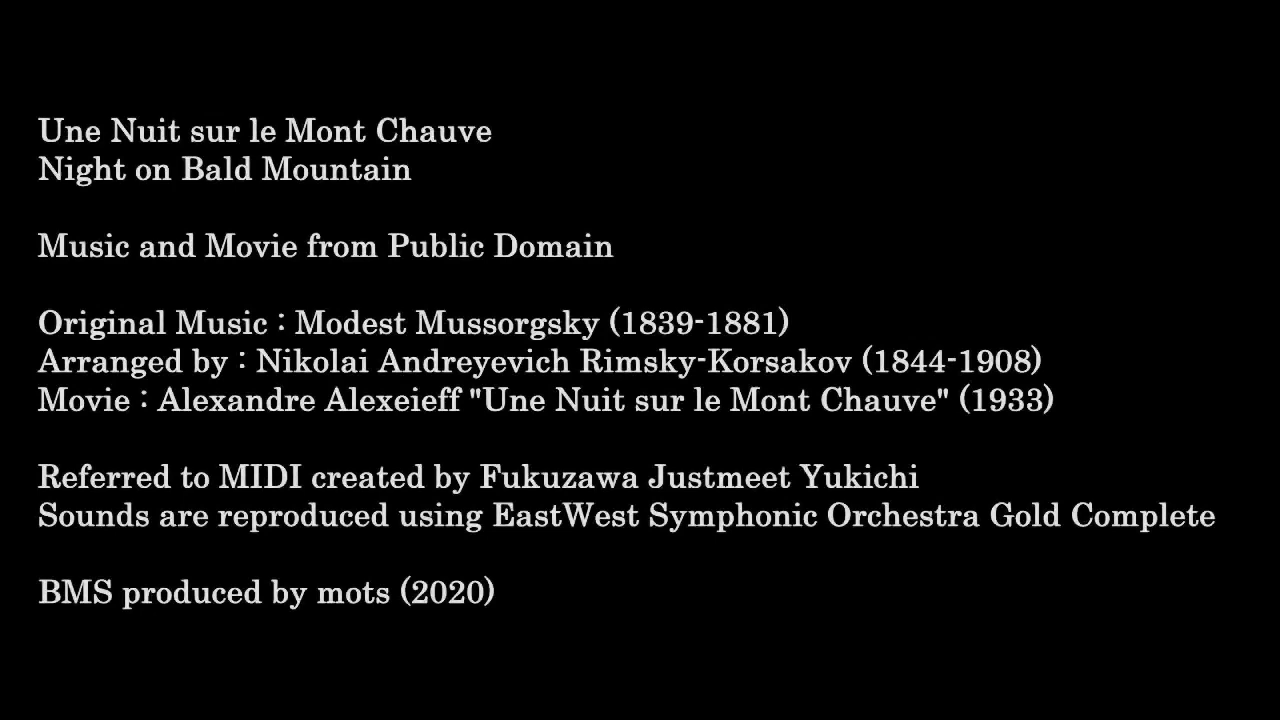 Une Nuit sur le Mont Chauve
Night on Bald Mountain
Music and Movie from Public Domain
Original Music : Modest Mussorgsky (1839-1881)
Arranged by : Nikolai Andreyevich Rimsky-Korsakov (1844-1908)
Movie : Alexandre Alexeieff "Une Nuit sur le Mont Chauve" (1933)
Referred to MIDI created by Fukuzawa Justmeet Yukichi
Sounds are reproduced using EastWest Symphonic Orchestra Gold Complete
BMS produced by mots (2020)